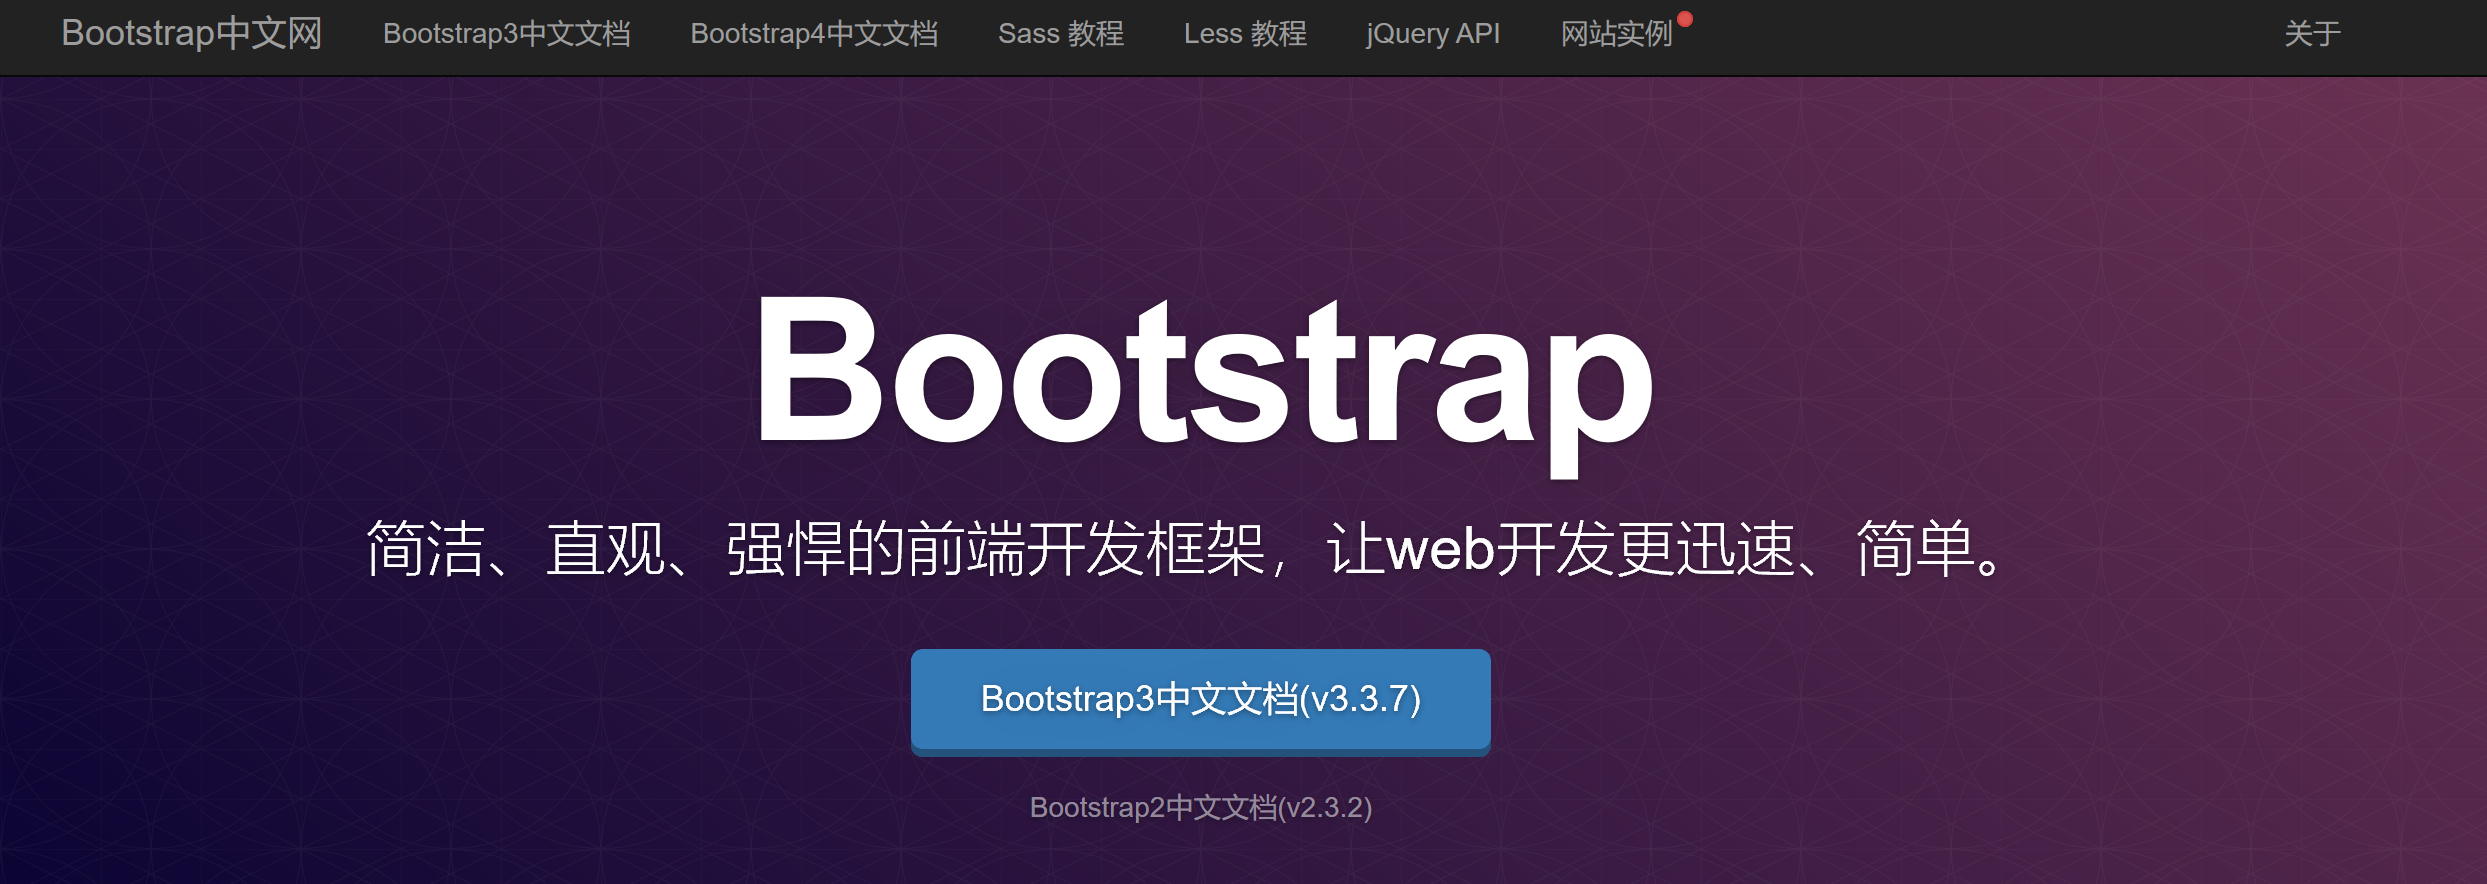 Bootstrap中文网 Bootstrap3中文文档 Bootstrap4中文文档 Sass 教程 Less 教程 jQuery API 网站实例 关于
Bootstrap
简洁、直观、强悍的前端开发框架，让web开发更迅速、简单。
Bootstrap3中文文档(v3.3.7)
Bootstrap2中文文档(v2.3.2)